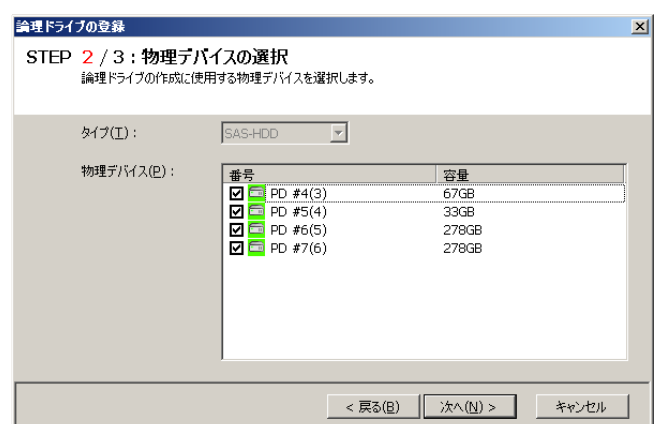 論理ドライブの登録
STEP 2 / 3 : 物理デバイスの選択
論理ドライブの作成に使用する物理デバイスを選択します。
タイプ(T) : SAS-HDD
物理デバイス(P) :
番号 容量
PD #4(3) 67GB
PD #5(4) 33GB
PD #6(5) 278GB
PD #7(6) 278GB
< 戻る(B) 次へ(N) > キャンセル